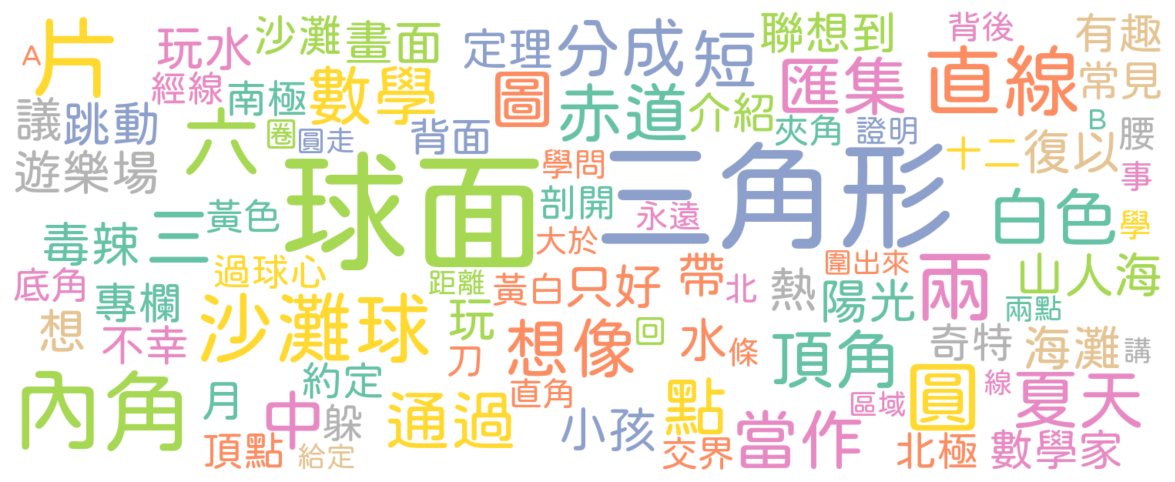 A
片
玩水
沙灘
畫面
定理
分成
短
聯想到
背後
有趣
經線
南極
數學
圖
赤道
介紹
匯集
直線
常見
議
跳動
六
圈
圓走
背面
夾角
證明
B
腰
遊樂場
球面
學問
三角形
十二
復以
事
毒辣
三
黃色
剖開
永遠
大於
白色
學
底角
專欄
過球心
距離
黃白
只好
帶
北
熱
圍出來
陽光
兩
兩點
山人海
想
不幸
沙灘球
玩
刀
想像
回
水
條
頂角
奇特
海灘
講
內角
月
約定
中
躲
通過
直角
小孩
點
當作
區域
圓
線
夏天
頂點
給定
交界
北極
數學家